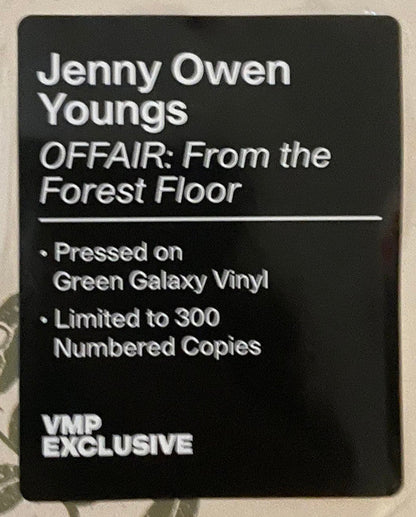 Jenny Owen
Youngs
OFFAIR: From the
Forest Floor
· Pressed on
Green Galaxy Vinyl
· Limited to 300
Numbered Copies
VMP
EXCLUSIVE